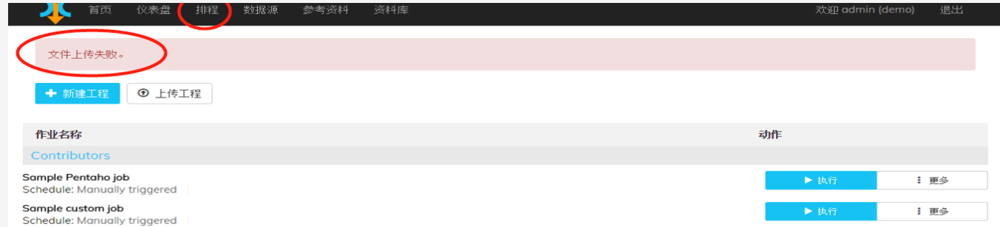 首页 仪表盘 排程 数据源 参考资料 资料库 欢迎 admin (demo) 退出
文件上传失败。
新建工程 上传工程
作业名称 动作
Contributors
Sample Pentaho job
Schedule: Manually triggered
执行 更多
Sample custom job
Schedule: Manually triggered
执行 更多